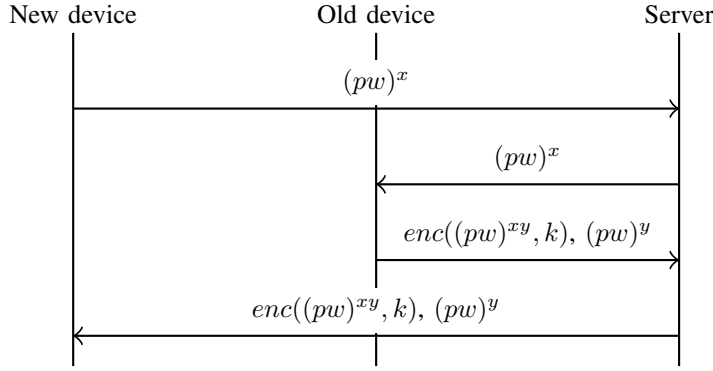 New device Old device Server
(pw)^x
(pw)^x
enc((pw)^{xy}, k), (pw)^y
enc((pw)^{xy}, k), (pw)^y